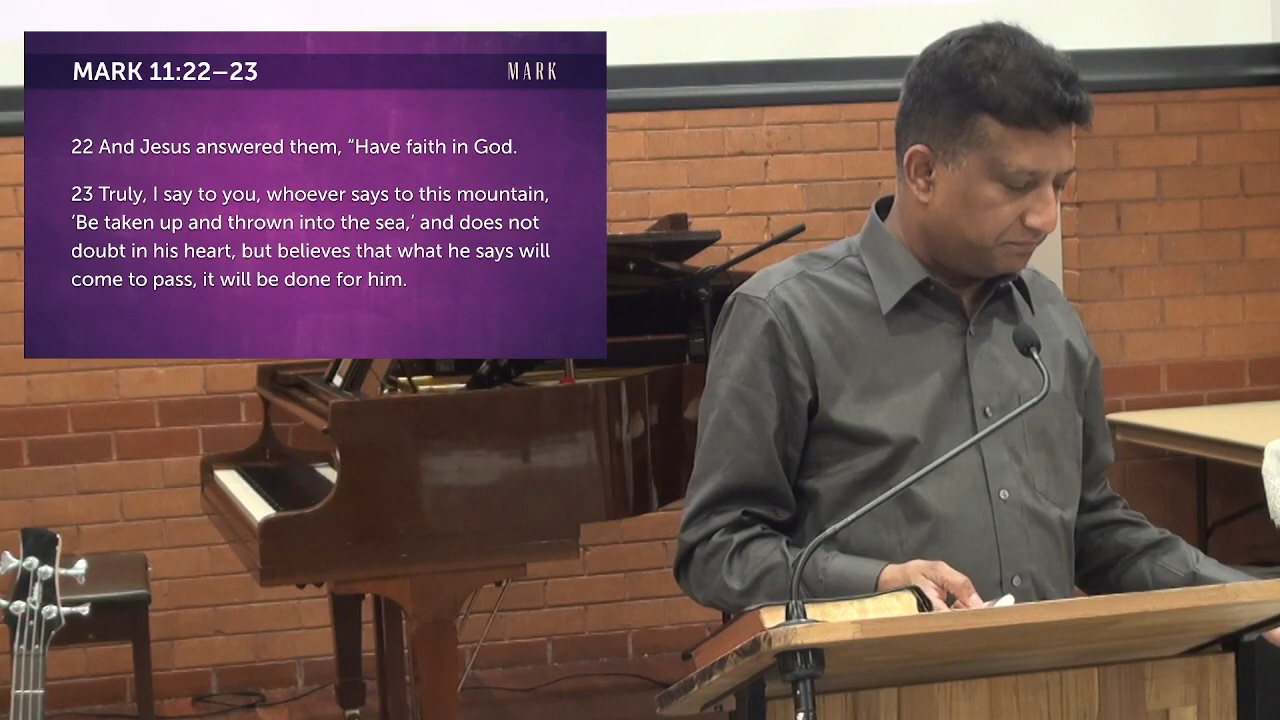 MARK 11:22–23
MARK
22 And Jesus answered them, “Have faith in God.
23 Truly, I say to you, whoever says to this mountain,
‘Be taken up and thrown into the sea,’ and does not
doubt in his heart, but believes that what he says will
come to pass, it will be done for him.